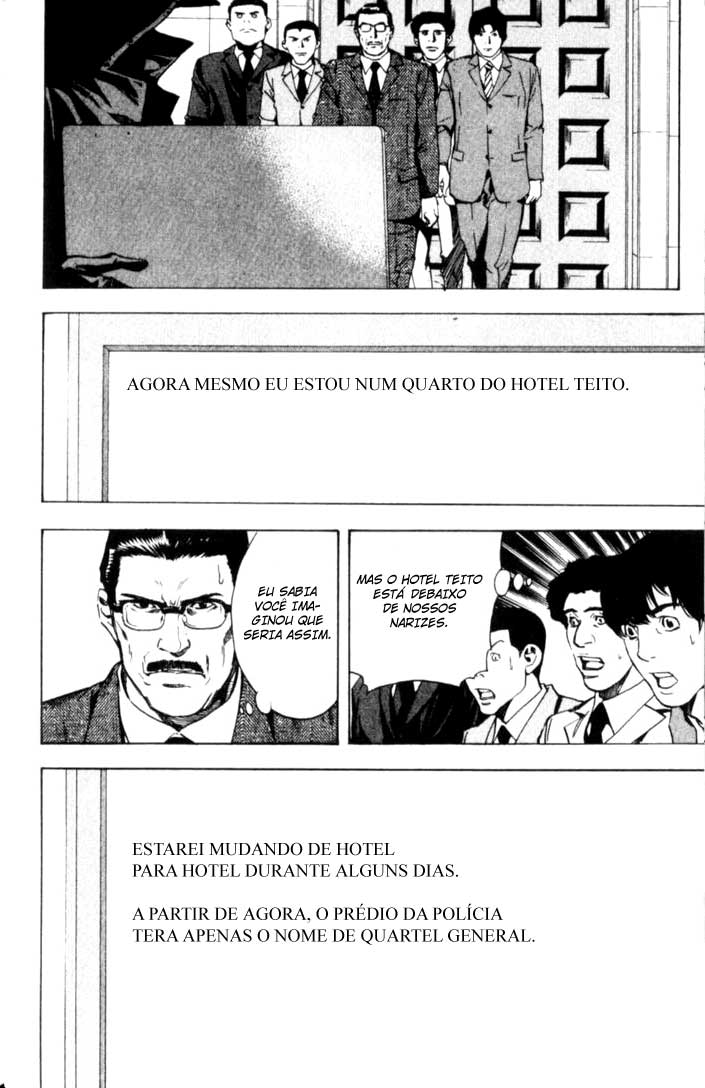 AGORA MESMO EU ESTOU NUM QUARTO DO HOTEL TEITO.
EU SABIA
VOCÊ IMA-
GINOU QUE
SERIA ASSIM.
MAS O HOTEL TEITO
ESTÁ DEBAIXO
DE NOSSOS
NARIZES.
ESTAREI MUDANDO DE HOTEL
PARA HOTEL DURANTE ALGUNS DIAS.
A PARTIR DE AGORA, O PRÉDIO DA POLÍCIA
TERA APENAS O NOME DE QUARTEL GENERAL.